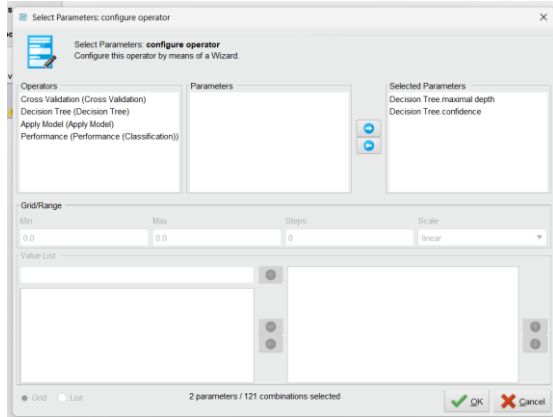 Select Parameters: configure operator
Select Parameters: configure operator
Configure this operator by means of a Wizard.
Operators
Cross Validation (Cross Validation)
Decision Tree (Decision Tree)
Apply Model (Apply Model)
Performance (Performance (Classification))
Parameters
Selected Parameters
Decision Tree.maximal depth
Decision Tree.confidence
Grid/Range
Min Max Steps Scale
0.0 0.0 0 linear
Value List
Grid List 2 parameters / 121 combinations selected OK Cancel